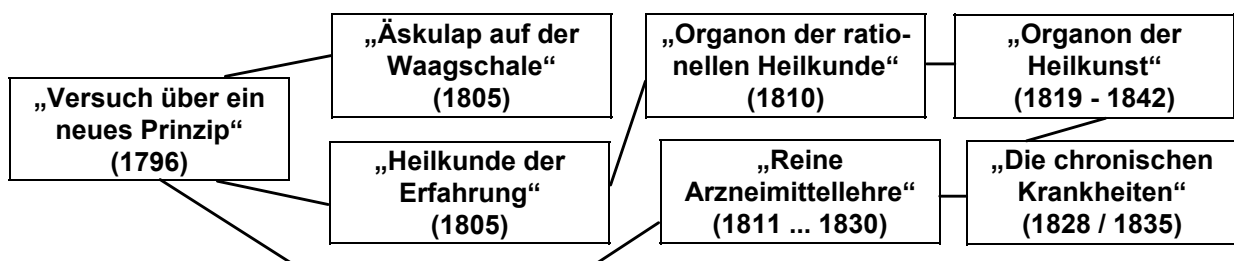 „Versuch über ein
neues Prinzip“
(1796)
„Äskulap auf der
Waagschale“
(1805)
„Heilkunde der
Erfahrung“
(1805)
„Organon der ratio-
nellen Heilkunde“
(1810)
„Organon der
Heilkunst“
(1819 - 1842)
„Reine
Arzneimittellehre“
(1811 ... 1830)
„Die chronischen
Krankheiten“
(1828 / 1835)